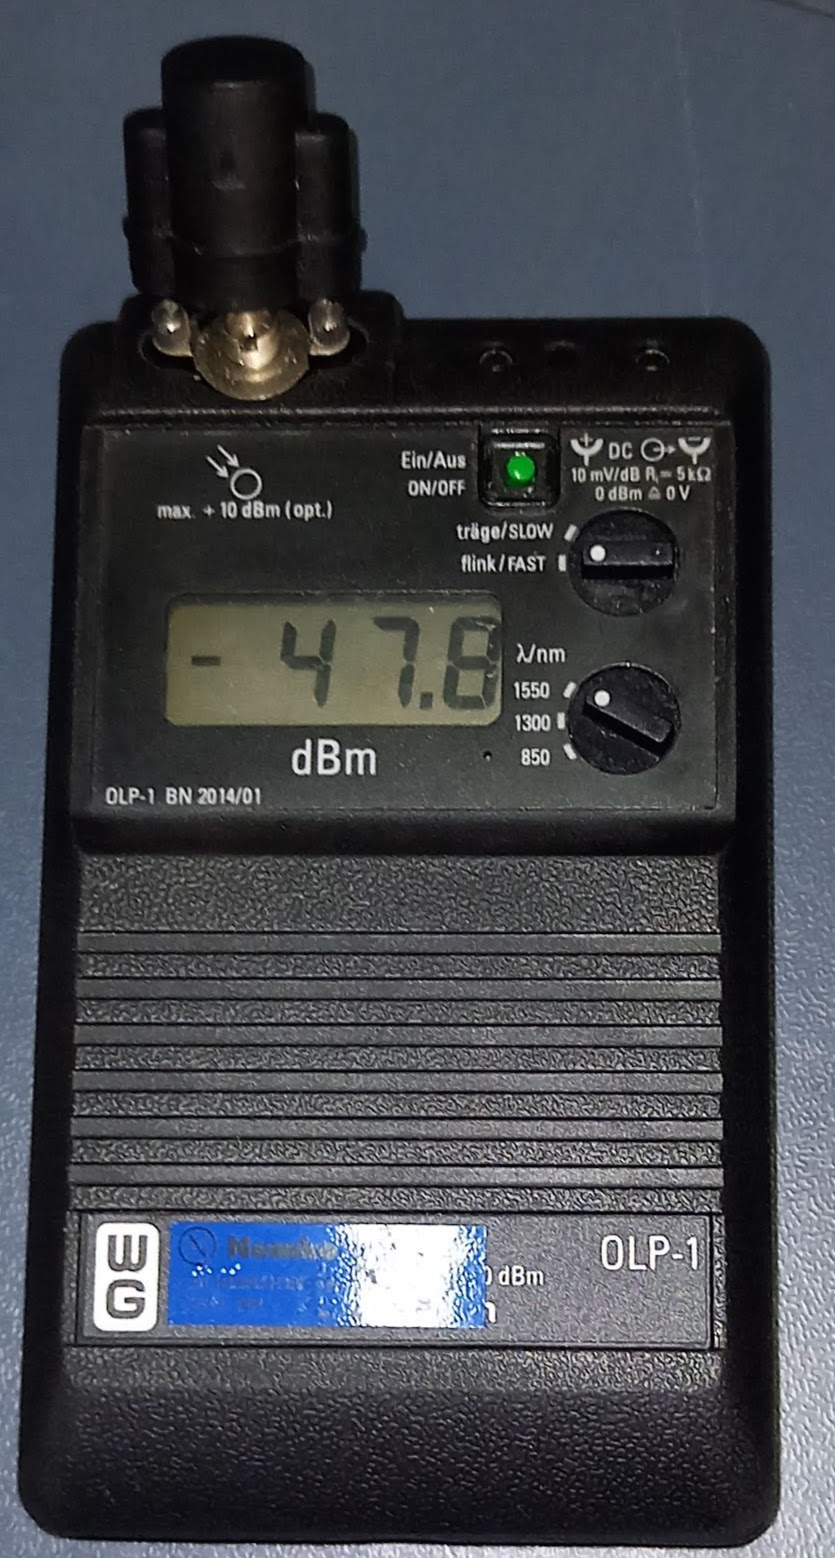 Ein/Aus
ON/OFF
DC
10 mV/dB Rᵢ = 5 kΩ
0 dBm ≙ 0 V
max. + 10 dBm (opt.)
träge/SLOW
flink/FAST
- 47.8
dBm
λ/nm
1550
1300
850
OLP-1 BN 2014/01
WG
OLP-1
dBm